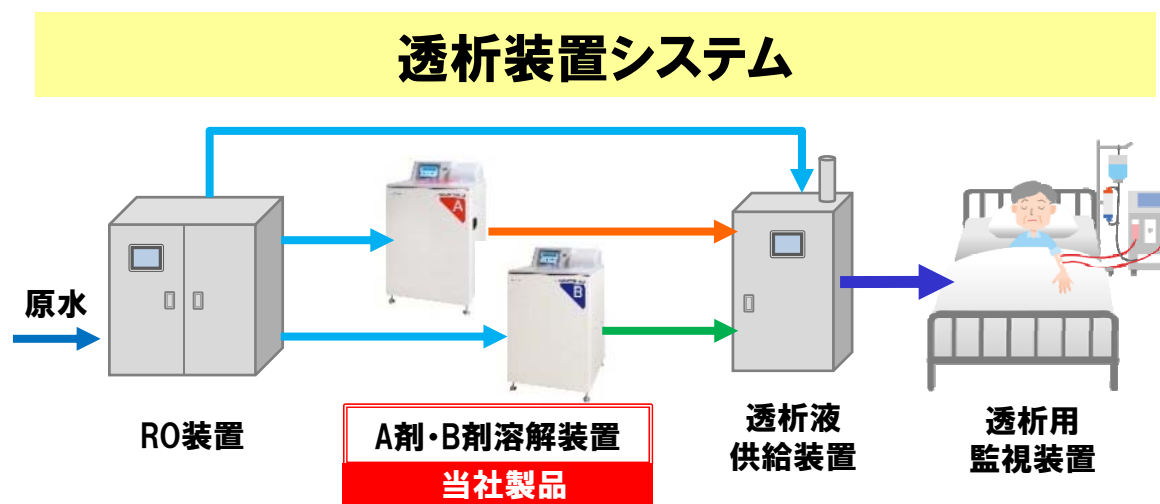 透析装置システム
A
B
原水
RO装置
A剤・B剤溶解装置
当社製品
透析液
供給装置
透析用
監視装置